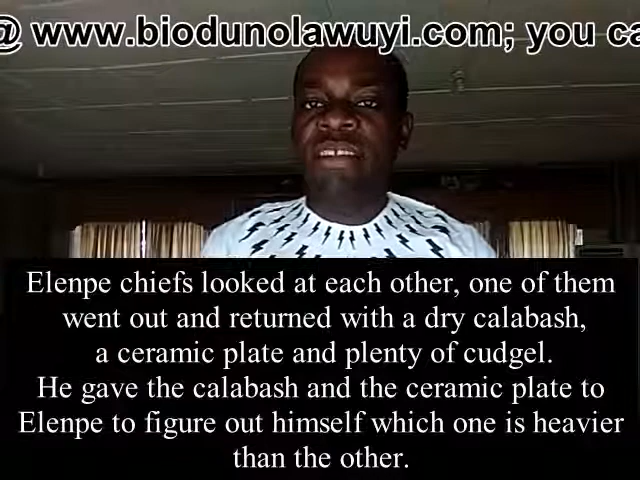 @ www.biodunolawuyi.com; you ca
Elenpe chiefs looked at each other, one of them
went out and returned with a dry calabash,
a ceramic plate and plenty of cudgel.
He gave the calabash and the ceramic plate to
Elenpe to figure out himself which one is heavier
than the other.